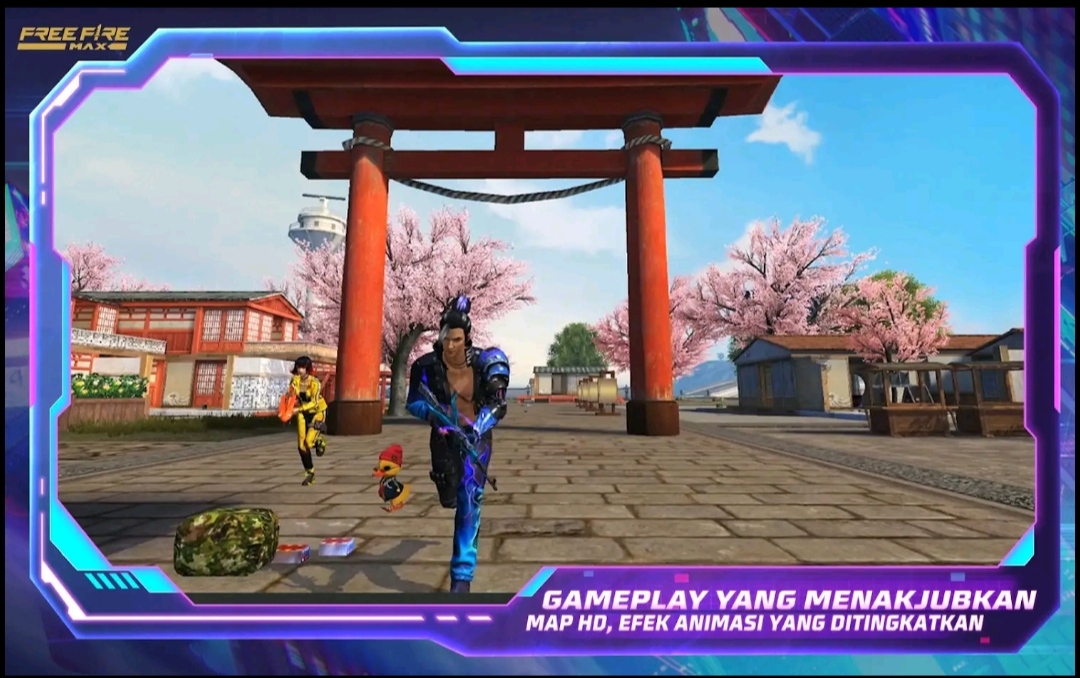 FREE FIRE
MAX
GAMEPLAY YANG MENAKJUBKAN
MAP HD, EFEK ANIMASI YANG DITINGKATKAN